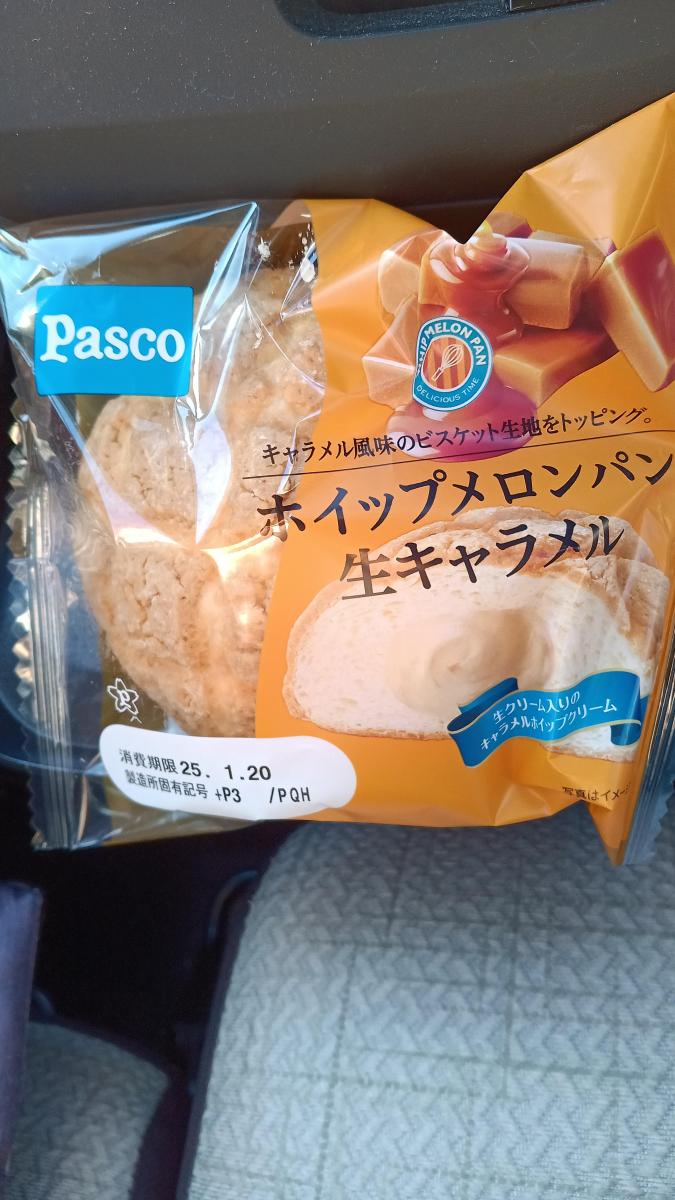 Pasco
WHIP MELON PAN
DELICIOUS TIME
キャラメル風味のビスケット生地をトッピング。
ホイップメロンパン
生キャラメル
生クリーム入りの
キャラメルホイップクリーム
消費期限 25. 1.20
製造所固有記号 +P3 /PQH
写真はイメー